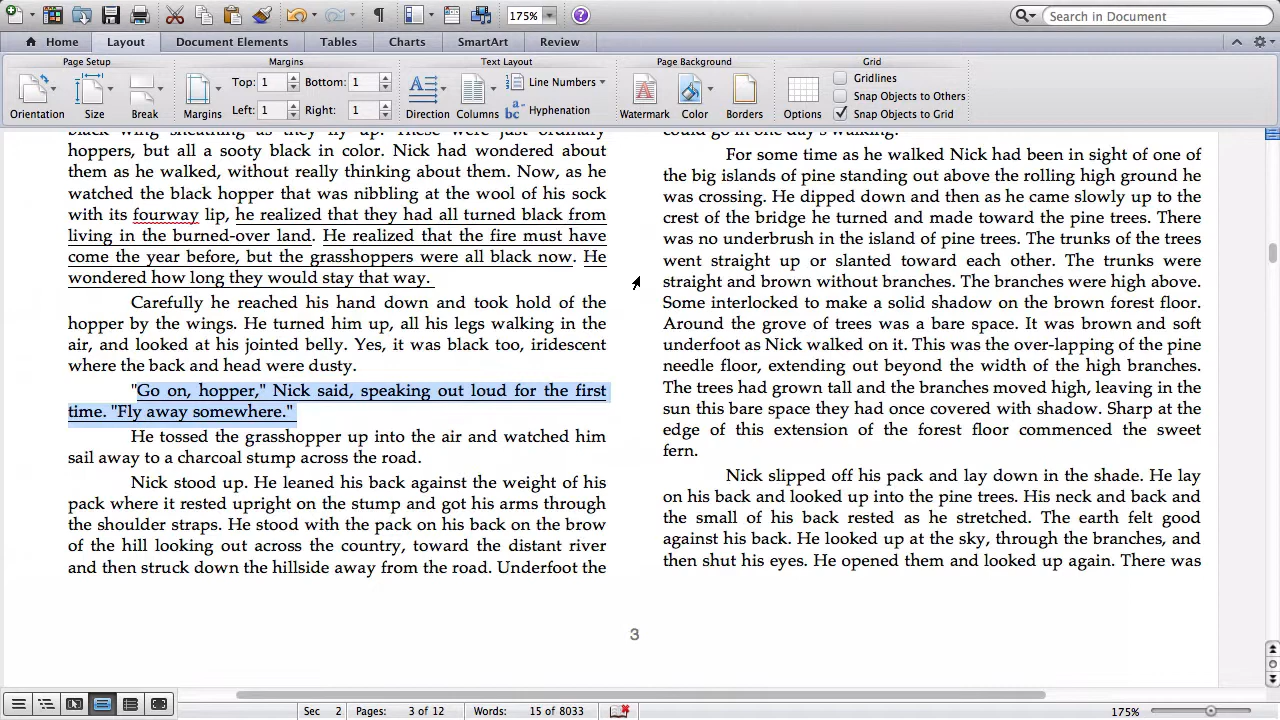 175%
Search in Document
Home
Layout
Document Elements
Tables
Charts
SmartArt
Review
Page Setup
Margins
Text Layout
Page Background
Grid
Orientation
Size
Break
Margins
Top: 1
Bottom: 1
Left: 1
Right: 1
Direction
Columns
Line Numbers
Hyphenation
Watermark
Color
Borders
Options
Gridlines
Snap Objects to Others
Snap Objects to Grid
black wing sheathing as they fly up. These were just ordinary
hoppers, but all a sooty black in color. Nick had wondered about
them as he walked, without really thinking about them. Now, as he
watched the black hopper that was nibbling at the wool of his sock
with its fourway lip, he realized that they had all turned black from
living in the burned-over land. He realized that the fire must have
come the year before, but the grasshoppers were all black now. He
wondered how long they would stay that way.
Carefully he reached his hand down and took hold of the
hopper by the wings. He turned him up, all his legs walking in the
air, and looked at his jointed belly. Yes, it was black too, iridescent
where the back and head were dusty.
"Go on, hopper," Nick said, speaking out loud for the first
time. "Fly away somewhere."
He tossed the grasshopper up into the air and watched him
sail away to a charcoal stump across the road.
Nick stood up. He leaned his back against the weight of his
pack where it rested upright on the stump and got his arms through
the shoulder straps. He stood with the pack on his back on the brow
of the hill looking out across the country, toward the distant river
and then struck down the hillside away from the road. Underfoot the
could go in one day's walking.
For some time as he walked Nick had been in sight of one of
the big islands of pine standing out above the rolling high ground he
was crossing. He dipped down and then as he came slowly up to the
crest of the bridge he turned and made toward the pine trees. There
was no underbrush in the island of pine trees. The trunks of the trees
went straight up or slanted toward each other. The trunks were
straight and brown without branches. The branches were high above.
Some interlocked to make a solid shadow on the brown forest floor.
Around the grove of trees was a bare space. It was brown and soft
underfoot as Nick walked on it. This was the over-lapping of the pine
needle floor, extending out beyond the width of the high branches.
The trees had grown tall and the branches moved high, leaving in the
sun this bare space they had once covered with shadow. Sharp at the
edge of this extension of the forest floor commenced the sweet
fern.
Nick slipped off his pack and lay down in the shade. He lay
on his back and looked up into the pine trees. His neck and back and
the small of his back rested as he stretched. The earth felt good
against his back. He looked up at the sky, through the branches, and
then shut his eyes. He opened them and looked up again. There was
3
Sec 2
Pages: 3 of 12
Words: 15 of 8033
175%